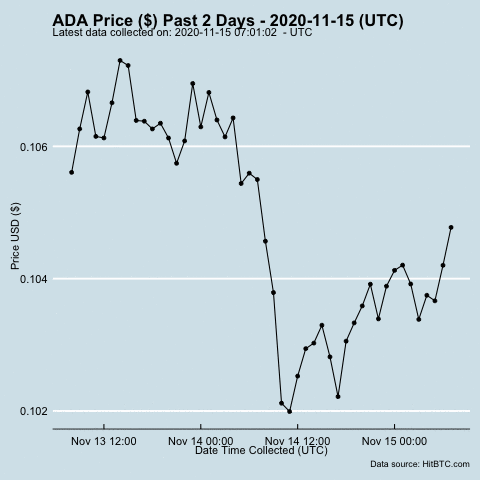 ADA Price ($) Past 2 Days - 2020-11-15 (UTC)
Latest data collected on: 2020-11-15 07:01:02 - UTC
0.106
0.104
0.102
Price USD ($)
Nov 13 12:00 Nov 14 00:00 Nov 14 12:00 Nov 15 00:00
Date Time Collected (UTC)
Data source: HitBTC.com